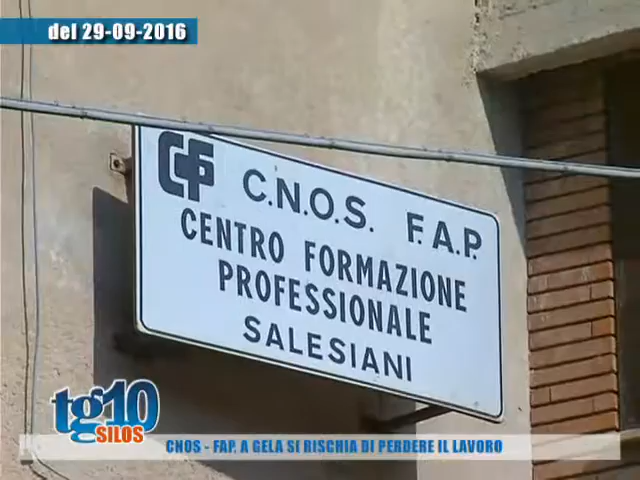 del 29-09-2016
CFP
C.N.O.S. F.A.P.
CENTRO FORMAZIONE
PROFESSIONALE
SALESIANI
tg10
SILOS
CNOS - FAP. A GELA SI RISCHIA DI PERDERE IL LAVORO